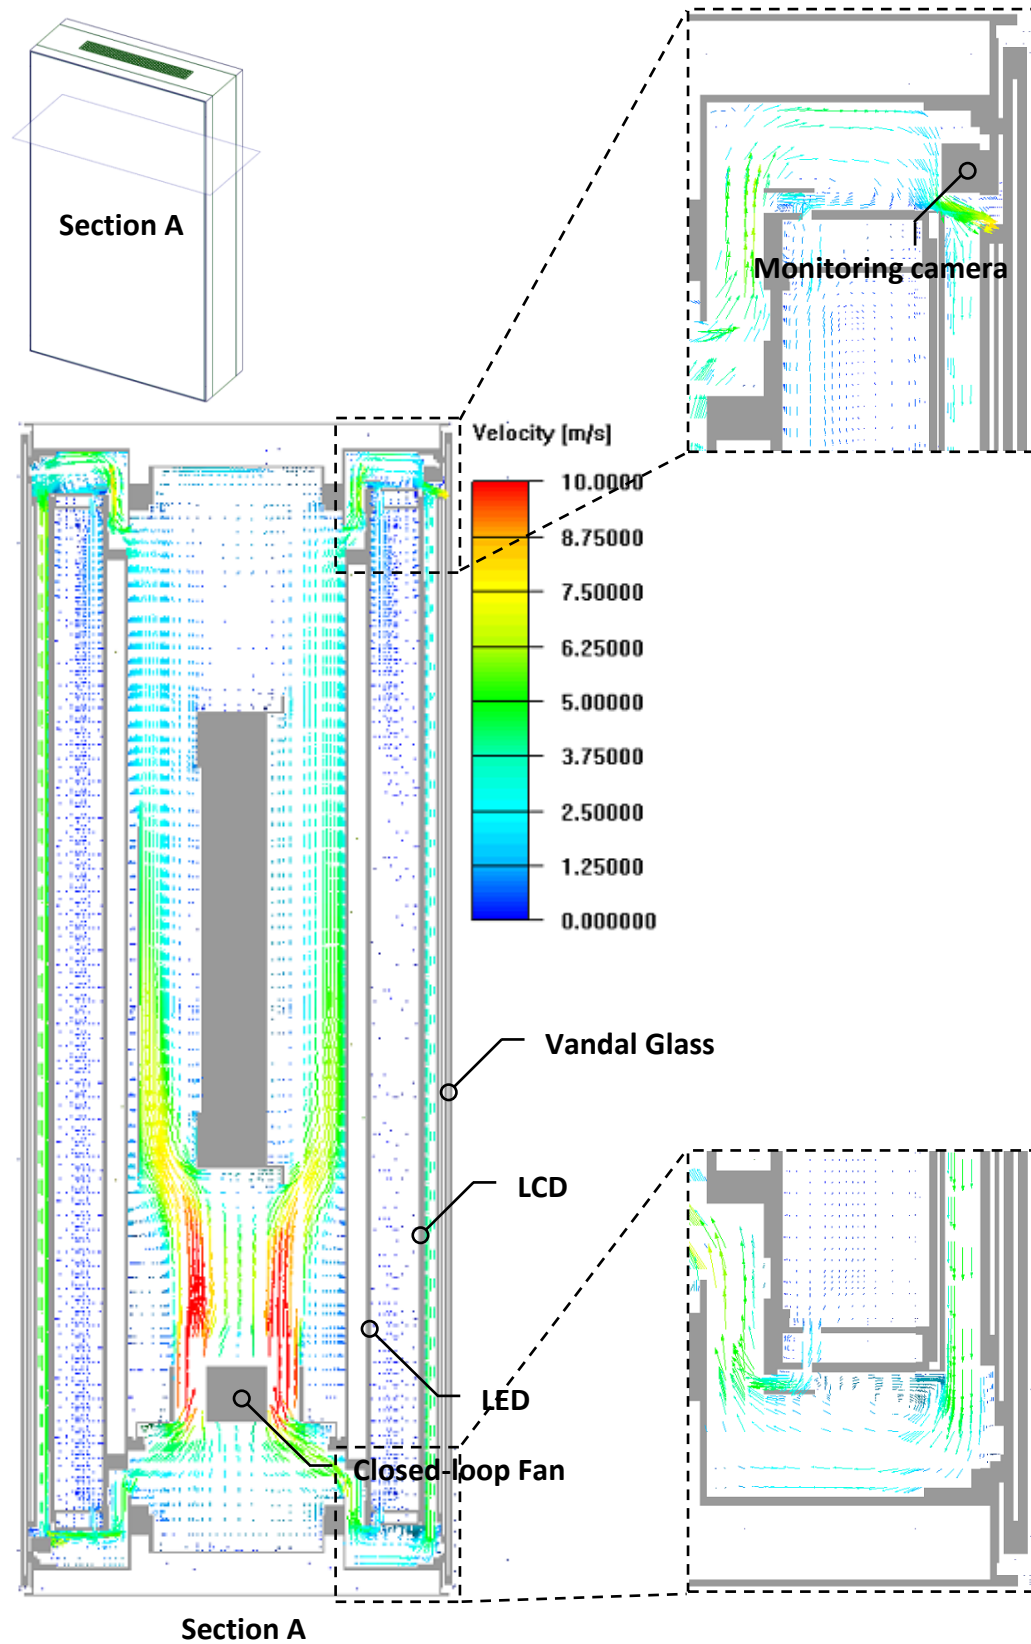 Section A
Monitoring camera
Velocity [m/s]
10.0000
8.75000
7.50000
6.25000
5.00000
3.75000
2.50000
1.25000
0.000000
Vandal Glass
LCD
LED
Closed-loop Fan
Section A